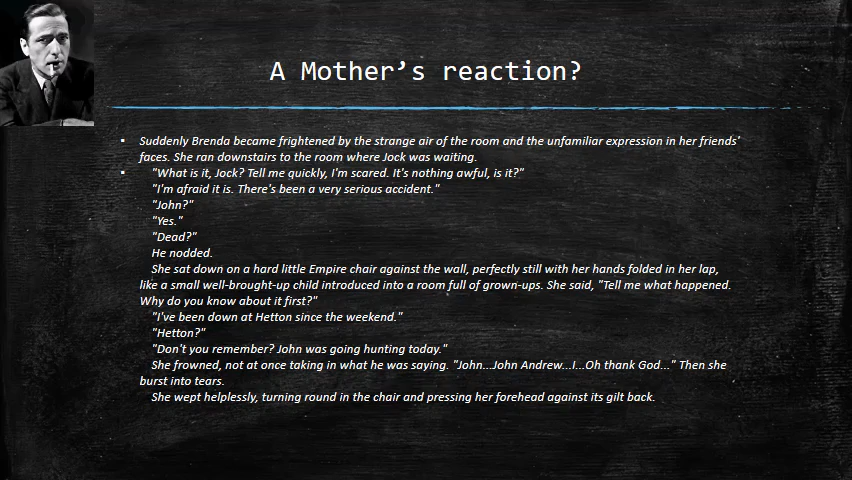 A Mother’s reaction?
▪ Suddenly Brenda became frightened by the strange air of the room and the unfamiliar expression in her friends'
faces. She ran downstairs to the room where Jock was waiting.
▪ "What is it, Jock? Tell me quickly, I'm scared. It's nothing awful, is it?"
"I'm afraid it is. There's been a very serious accident."
"John?"
"Yes."
"Dead?"
He nodded.
She sat down on a hard little Empire chair against the wall, perfectly still with her hands folded in her lap,
like a small well-brought-up child introduced into a room full of grown-ups. She said, "Tell me what happened.
Why do you know about it first?"
"I've been down at Hetton since the weekend."
"Hetton?"
"Don't you remember? John was going hunting today."
She frowned, not at once taking in what he was saying. "John...John Andrew...I...Oh thank God..." Then she
burst into tears.
She wept helplessly, turning round in the chair and pressing her forehead against its gilt back.